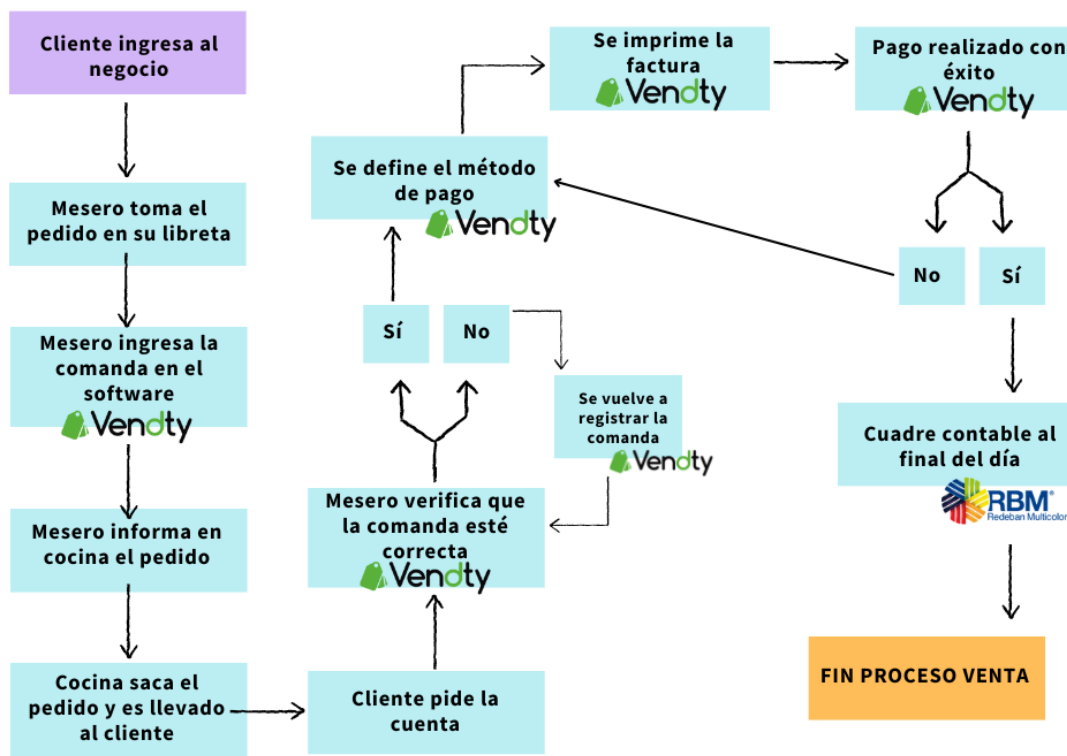 Cliente ingresa al
negocio
Mesero toma el
pedido en su libreta
Mesero ingresa la
comanda en el
software
Vendty
Mesero informa en
cocina el pedido
Cocina saca el
pedido y es llevado
al cliente
Cliente pide la
cuenta
Mesero verifica que
la comanda esté
correcta
Vendty
Sí
No
Se vuelve a
registrar la
comanda
Vendty
Se define el método
de pago
Vendty
Se imprime la
factura
Vendty
Pago realizado con
éxito
Vendty
No
Sí
Cuadre contable al
final del día
RBM®
Redeban Multicolor
FIN PROCESO VENTA